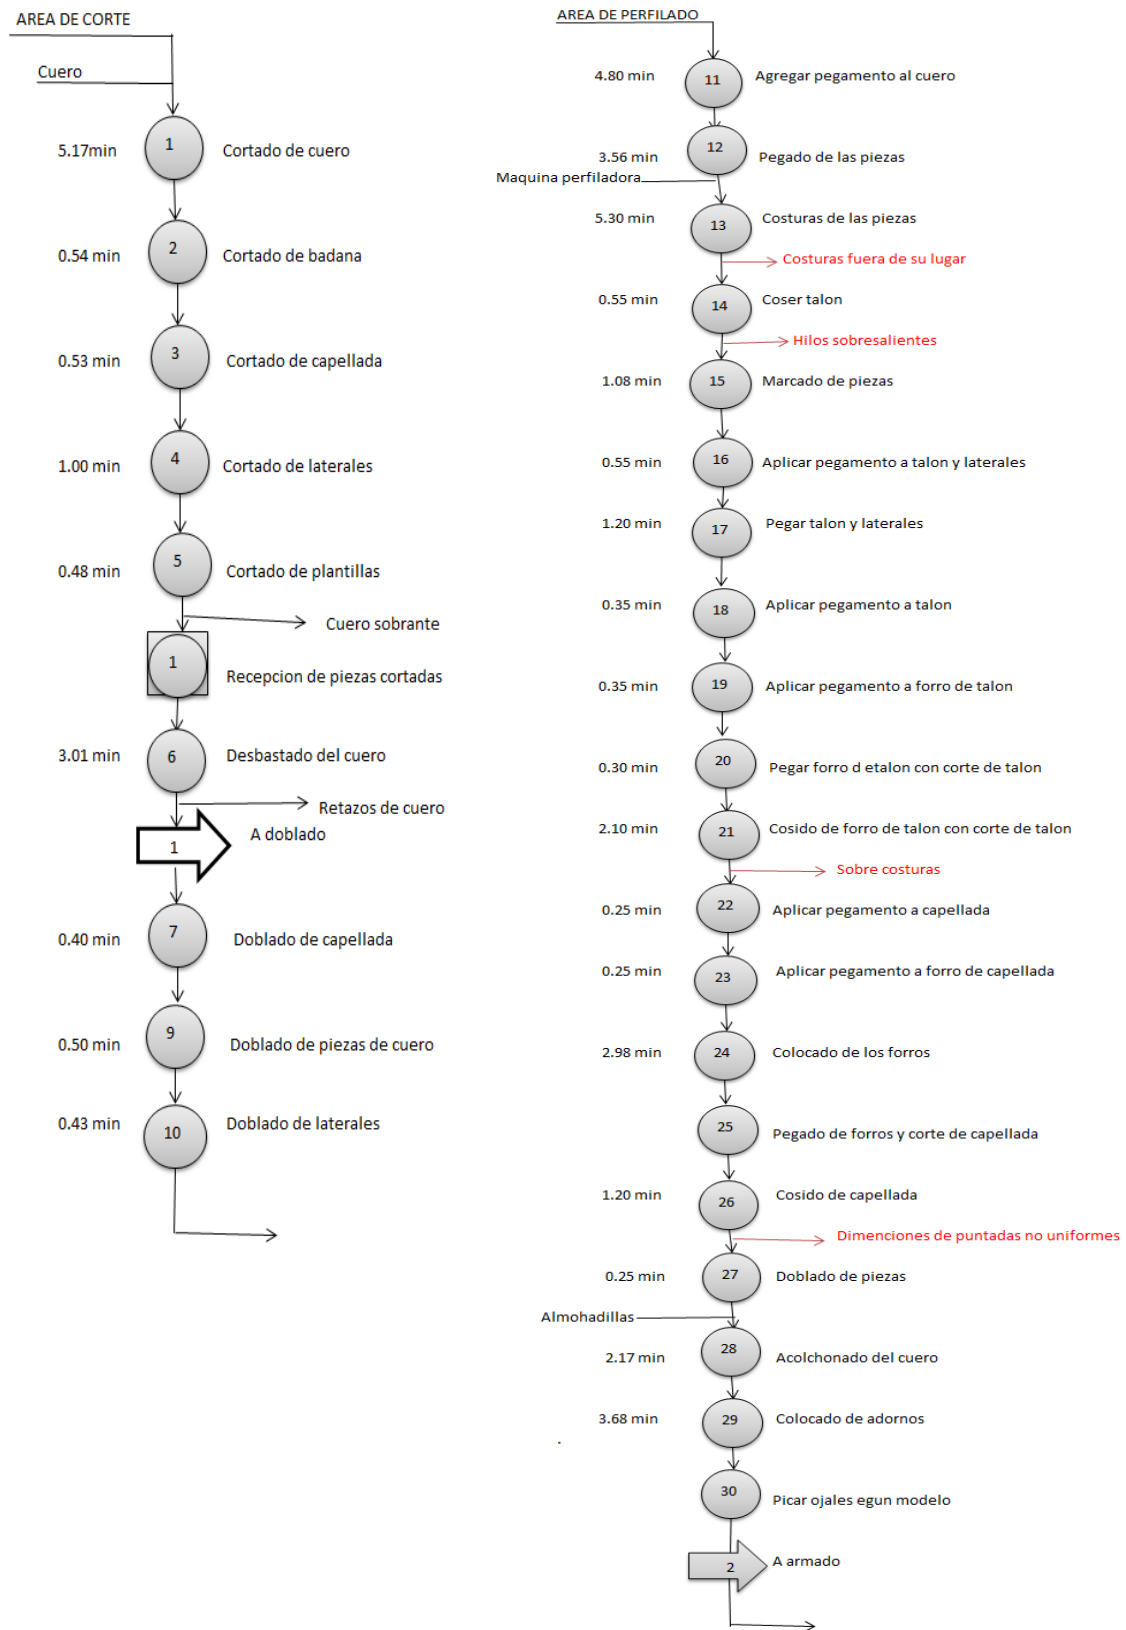 AREA DE CORTE
Cuero
5.17min 1 Cortado de cuero
0.54 min 2 Cortado de badana
0.53 min 3 Cortado de capellada
1.00 min 4 Cortado de laterales
0.48 min 5 Cortado de plantillas
Cuero sobrante
1 Recepcion de piezas cortadas
3.01 min 6 Desbastado del cuero
Retazos de cuero
1 A doblado
0.40 min 7 Doblado de capellada
0.50 min 9 Doblado de piezas de cuero
0.43 min 10 Doblado de laterales
AREA DE PERFILADO
4.80 min 11 Agregar pegamento al cuero
3.56 min 12 Pegado de las piezas
Maquina perfiladora
5.30 min 13 Costuras de las piezas
Costuras fuera de su lugar
0.55 min 14 Coser talon
Hilos sobresalientes
1.08 min 15 Marcado de piezas
0.55 min 16 Aplicar pegamento a talon y laterales
1.20 min 17 Pegar talon y laterales
0.35 min 18 Aplicar pegamento a talon
0.35 min 19 Aplicar pegamento a forro de talon
0.30 min 20 Pegar forro d etalon con corte de talon
2.10 min 21 Cosido de forro de talon con corte de talon
Sobre costuras
0.25 min 22 Aplicar pegamento a capellada
0.25 min 23 Aplicar pegamento a forro de capellada
2.98 min 24 Colocado de los forros
25 Pegado de forros y corte de capellada
1.20 min 26 Cosido de capellada
Dimenciones de puntadas no uniformes
0.25 min 27 Doblado de piezas
Almohadillas
2.17 min 28 Acolchonado del cuero
3.68 min 29 Colocado de adornos
.
30 Picar ojales egun modelo
2 A armado